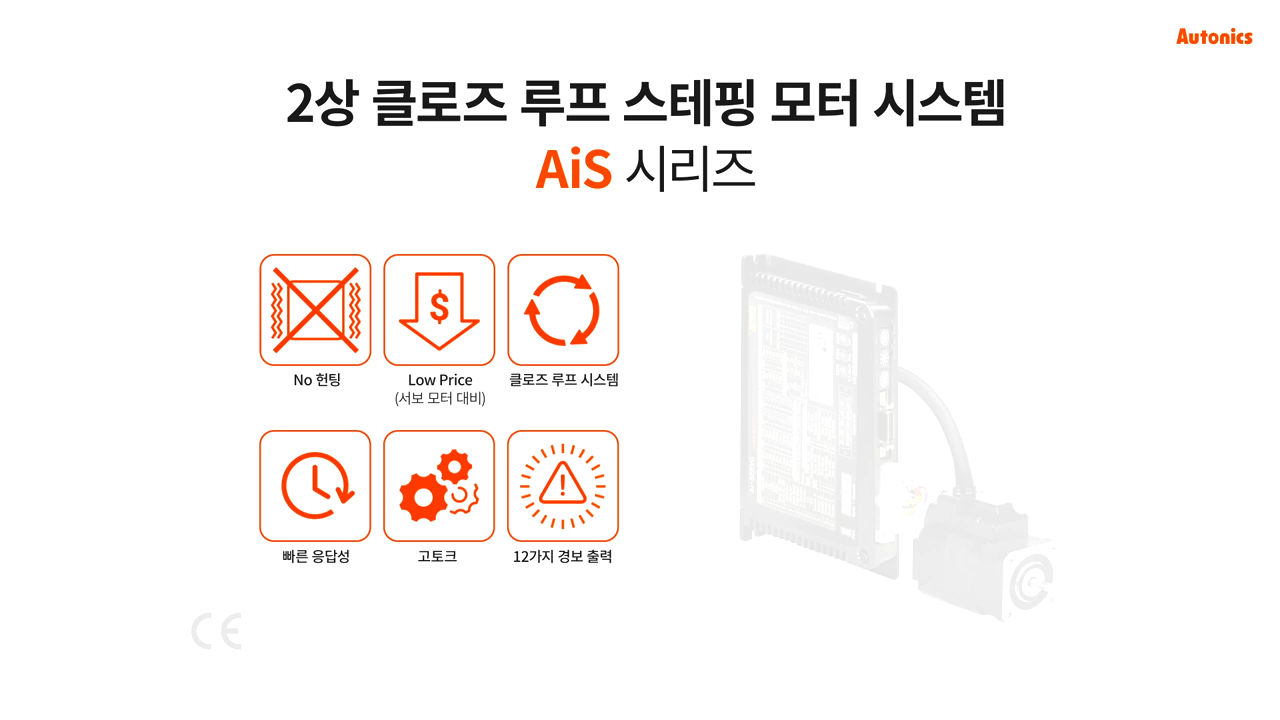 Autonics
2상 클로즈 루프 스테핑 모터 시스템
AiS 시리즈
$
No 헌팅
Low Price
(서보 모터 대비)
클로즈 루프 시스템
!
빠른 응답성
고토크
12가지 경보 출력
CE